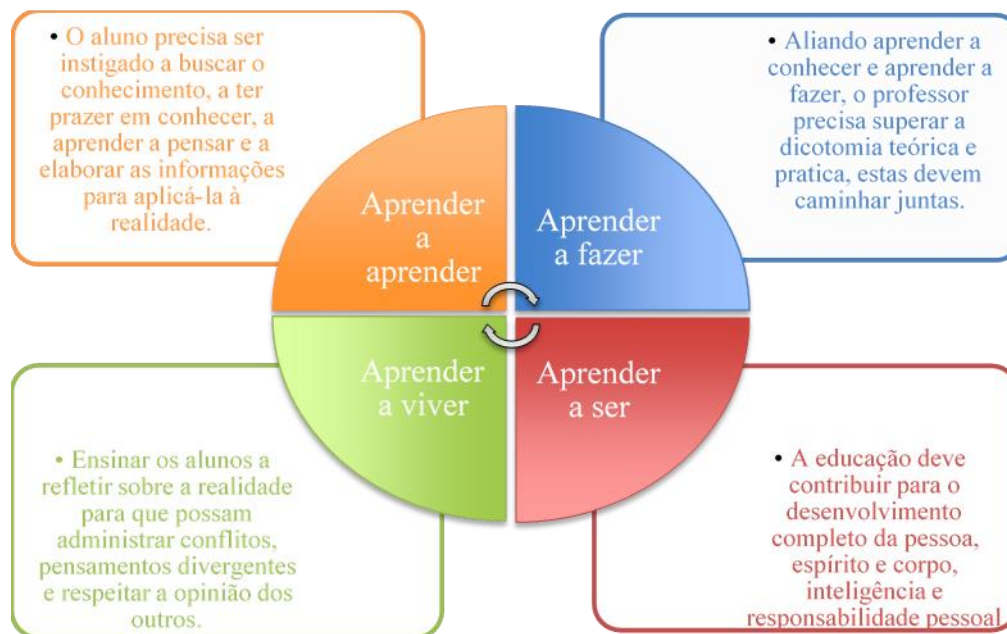 • O aluno precisa ser
instigado a buscar o
conhecimento, a ter
prazer em conhecer, a
aprender a pensar e a
elaborar as informações
para aplicá-la à
realidade.
• Aliando aprender a
conhecer e aprender a
fazer, o professor
precisa superar a
dicotomia teórica e
pratica, estas devem
caminhar juntas.
Aprender
a
aprender
Aprender
a fazer
Aprender
a viver
Aprender
a ser
• Ensinar os alunos a
refletir sobre a realidade
para que possam
administrar conflitos,
pensamentos divergentes
e respeitar a opinião dos
outros.
• A educação deve
contribuir para o
desenvolvimento
completo da pessoa,
espírito e corpo,
inteligência e
responsabilidade pessoal